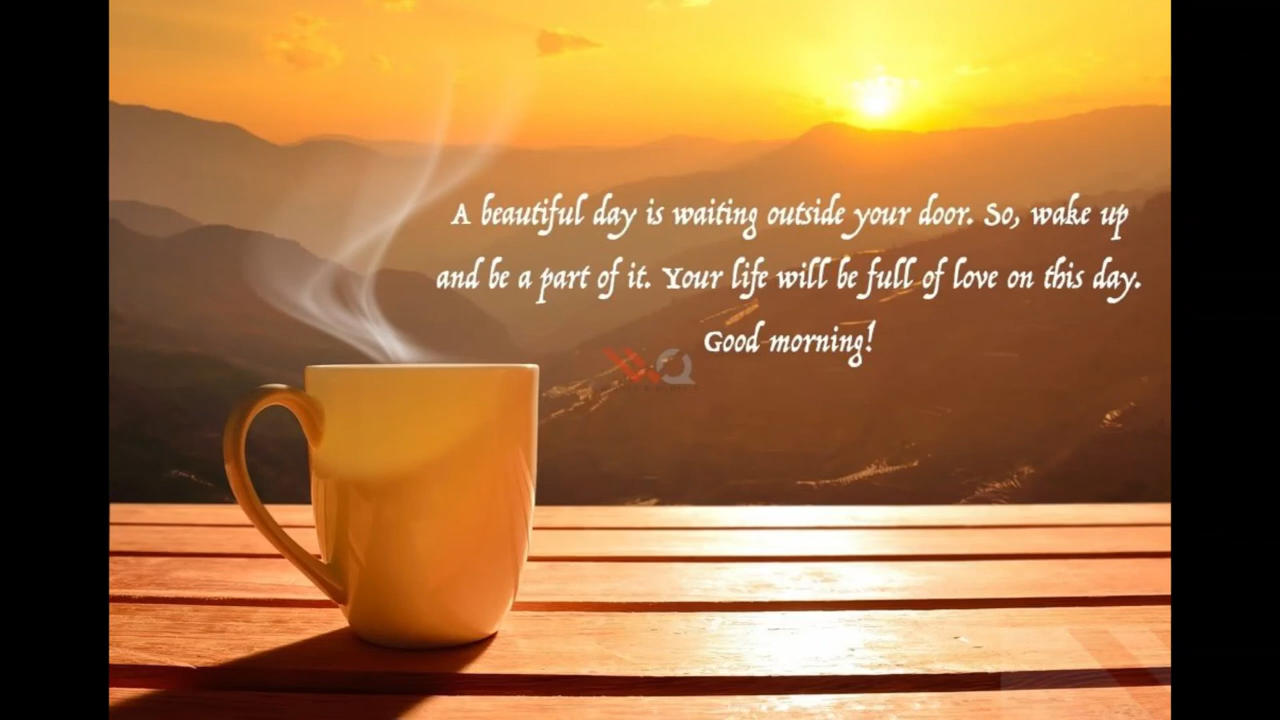 A beautiful day is waiting outside your door. So, wake up
and be a part of it. Your life will be full of love on this day.
Good morning!